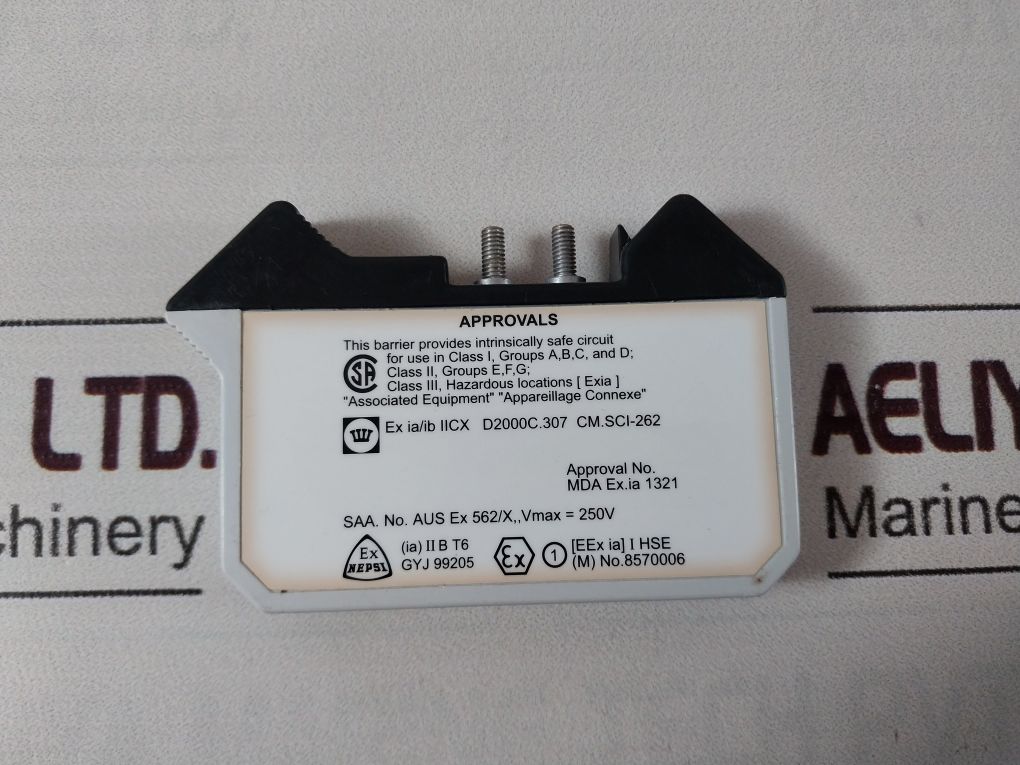 APPROVALS
This barrier provides intrinsically safe circuit
for use in Class I, Groups A,B,C, and D;
Class II, Groups E,F,G;
Class III, Hazardous locations [ Exia ]
"Associated Equipment" "Appareillage Connexe"
Ex ia/ib IICX D2000C.307 CM.SCI-262
Approval No.
MDA Ex.ia 1321
SAA. No. AUS Ex 562/X,,Vmax = 250V
Ex NEPSI
(ia) II B T6
GYJ 99205
Ex
1
[EEx ia] I HSE
(M) No.8570006
LTD.
Marine